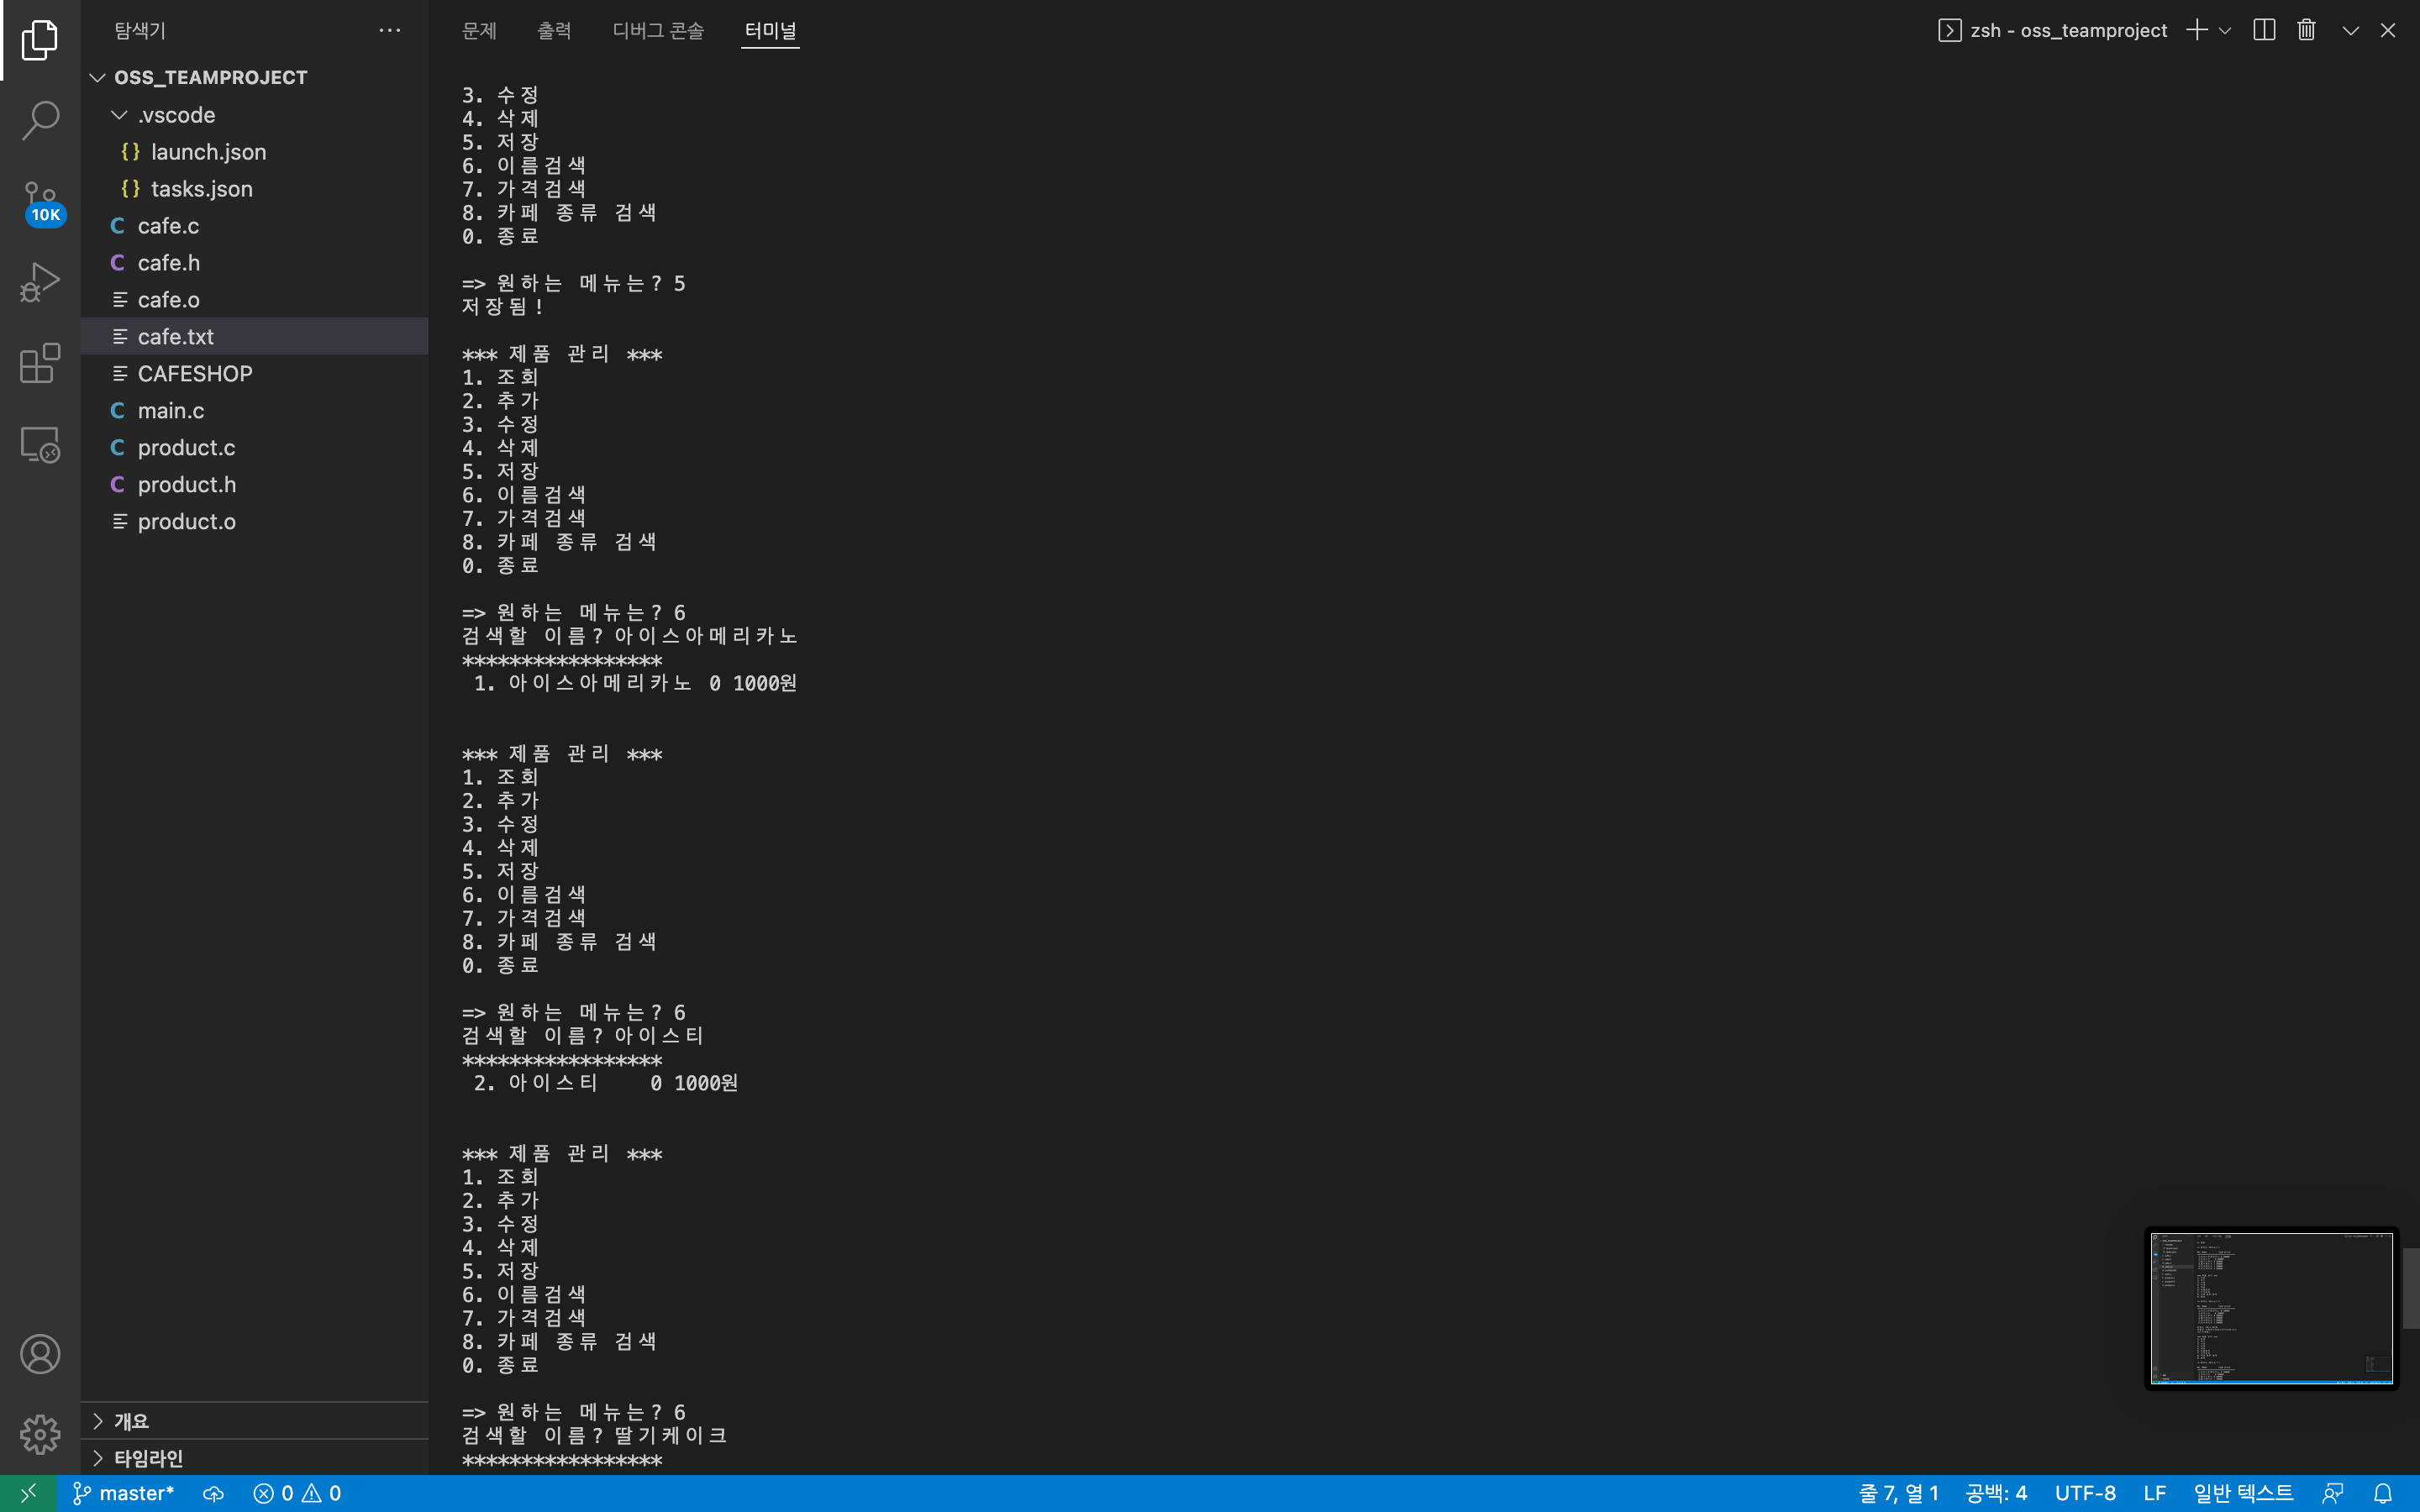 탐색기
OSS_TEAMPROJECT
.vscode
{} launch.json
{} tasks.json
10K
C cafe.c
C cafe.h
cafe.o
cafe.txt
CAFESHOP
C main.c
C product.c
C product.h
product.o
개요
타임라인
문제 출력 디버그 콘솔 터미널
zsh - oss_teamproject
3. 수정
4. 삭제
5. 저장
6. 이름검색
7. 가격검색
8. 카페 종류 검색
0. 종료
=> 원하는 메뉴는? 5
저장됨!
*** 제품 관리 ***
1. 조회
2. 추가
3. 수정
4. 삭제
5. 저장
6. 이름검색
7. 가격검색
8. 카페 종류 검색
0. 종료
=> 원하는 메뉴는? 6
검색할 이름? 아이스아메리카노
*****************
1. 아이스아메리카노 0 1000원
*** 제품 관리 ***
1. 조회
2. 추가
3. 수정
4. 삭제
5. 저장
6. 이름검색
7. 가격검색
8. 카페 종류 검색
0. 종료
=> 원하는 메뉴는? 6
검색할 이름? 아이스티
*****************
2. 아이스티 0 1000원
*** 제품 관리 ***
1. 조회
2. 추가
3. 수정
4. 삭제
5. 저장
6. 이름검색
7. 가격검색
8. 카페 종류 검색
0. 종료
=> 원하는 메뉴는? 6
검색할 이름? 딸기케이크
*****************
master* 0 0
줄 7, 열 1 공백: 4 UTF-8 LF 일반 텍스트